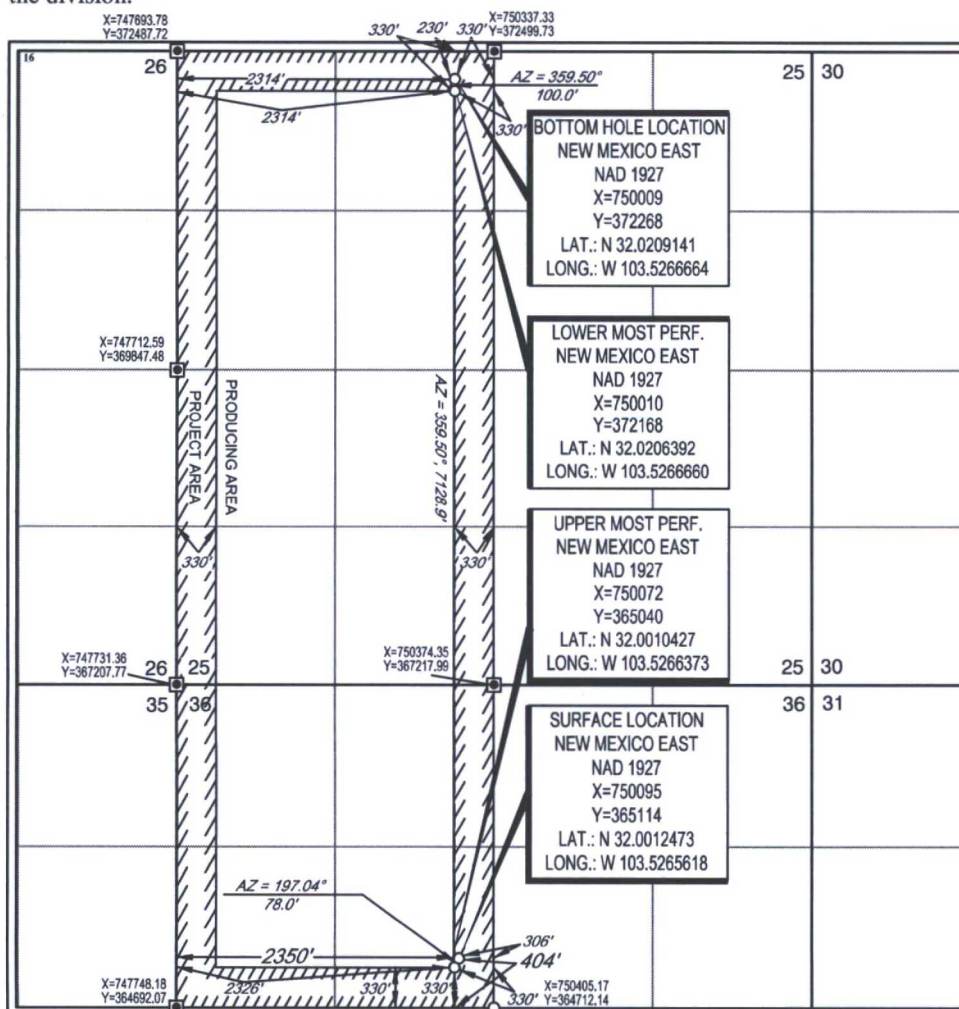 the division.
X=747693.78
Y=372487.72
X=750337.33
Y=372499.73
330'
230'
330'
16
26
25
30
2314'
AZ = 359.50°
100.0'
2314'
330'
BOTTOM HOLE LOCATION
NEW MEXICO EAST
NAD 1927
X=750009
Y=372268
LAT.: N 32.0209141
LONG.: W 103.5266664
LOWER MOST PERF.
NEW MEXICO EAST
NAD 1927
X=750010
Y=372168
LAT.: N 32.0206392
LONG.: W 103.5266660
X=747712.59
Y=369847.48
PROJECT AREA
PRODUCING AREA
AZ = 359.50°, 7128.9'
330'
330'
UPPER MOST PERF.
NEW MEXICO EAST
NAD 1927
X=750072
Y=365040
LAT.: N 32.0010427
LONG.: W 103.5266373
X=747731.36
Y=367207.77
X=750374.35
Y=367217.99
26
25
25
30
35
36
36
31
SURFACE LOCATION
NEW MEXICO EAST
NAD 1927
X=750095
Y=365114
LAT.: N 32.0012473
LONG.: W 103.5265618
AZ = 197.04°
78.0'
2350'
306'
404'
2326'
330'
330'
330'
X=747748.18
Y=364692.07
X=750405.17
Y=364712.14